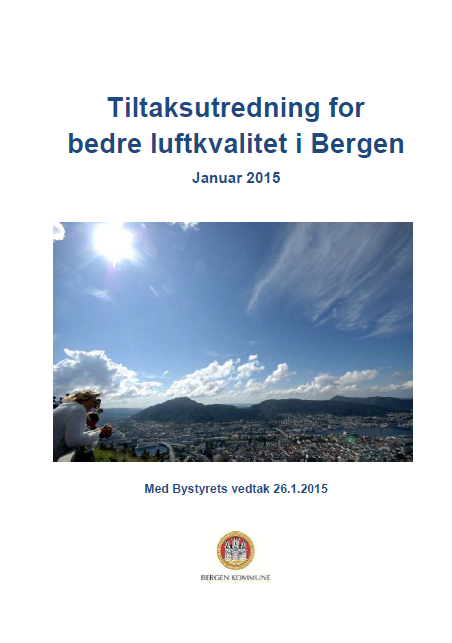 Tiltaksutredning for
bedre luftkvalitet i Bergen
Januar 2015
Med Bystyrets vedtak 26.1.2015
BERGEN KOMMUNE